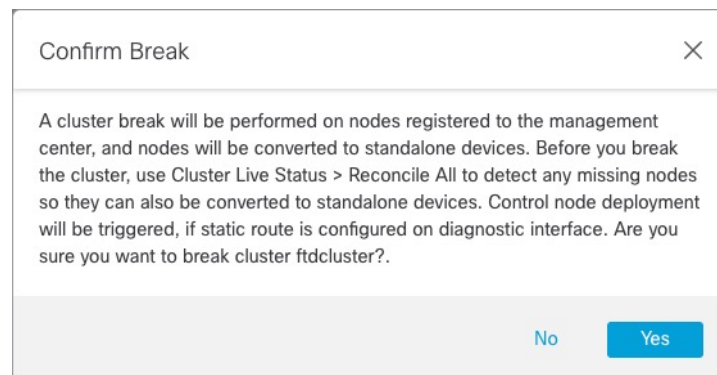 Confirm Break
A cluster break will be performed on nodes registered to the management
center, and nodes will be converted to standalone devices. Before you break
the cluster, use Cluster Live Status > Reconcile All to detect any missing nodes
so they can also be converted to standalone devices. Control node deployment
will be triggered, if static route is configured on diagnostic interface. Are you
sure you want to break cluster ftdcluster?.
No
Yes